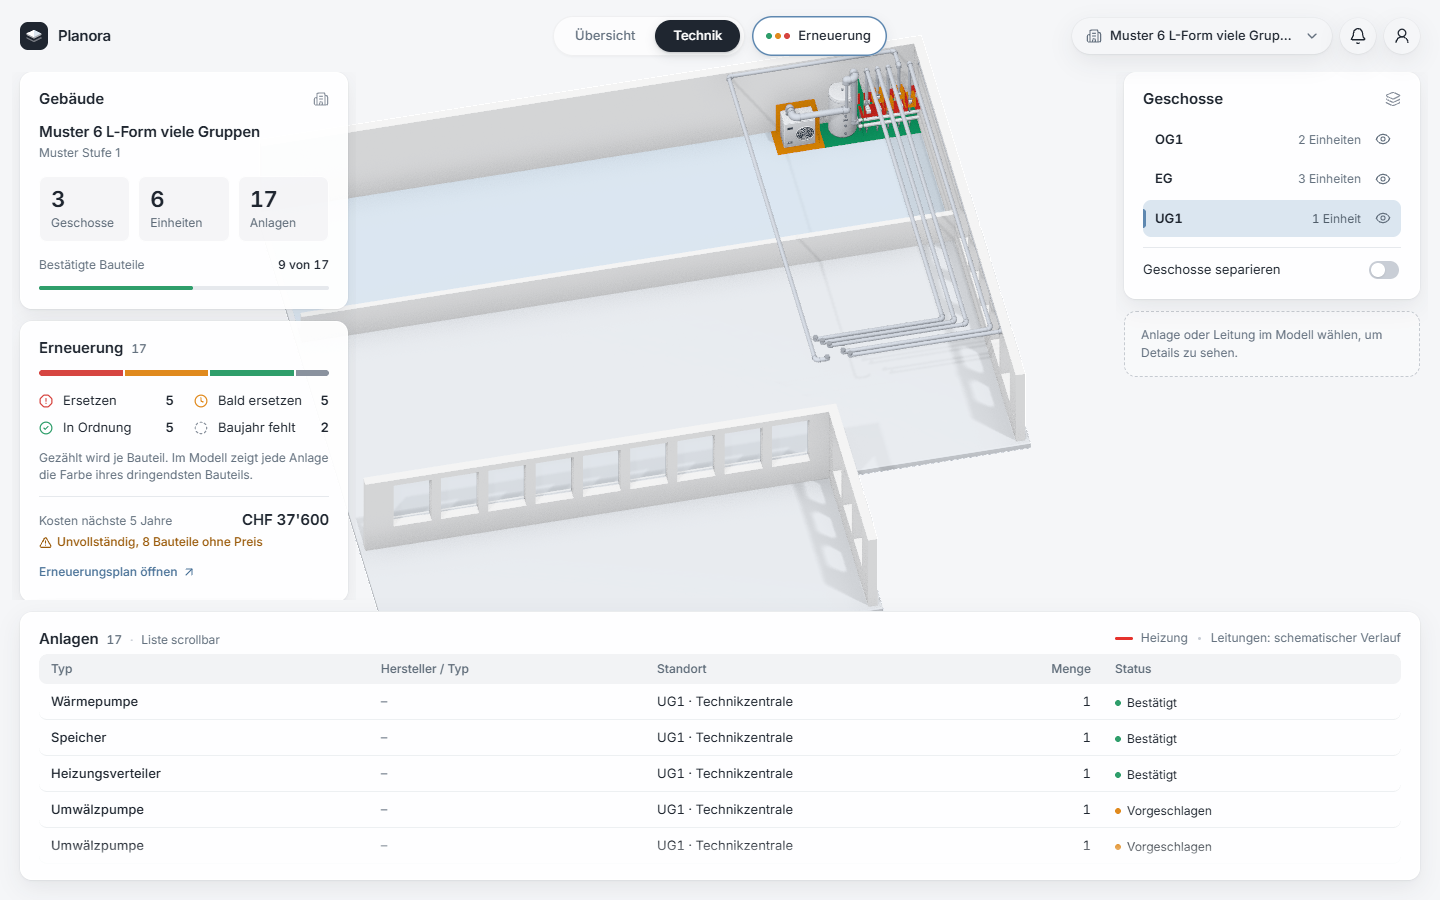 Planora
Übersicht
Technik
Erneuerung
Muster 6 L-Form viele Grup...
Gebäude
Muster 6 L-Form viele Gruppen
Muster Stufe 1
3
Geschosse
6
Einheiten
17
Anlagen
Bestätigte Bauteile 9 von 17
Erneuerung 17
Ersetzen 5 Bald ersetzen 5
In Ordnung 5 Baujahr fehlt 2
Gezählt wird je Bauteil. Im Modell zeigt jede Anlage
die Farbe ihres dringendsten Bauteils.
Kosten nächste 5 Jahre CHF 37'600
Unvollständig, 8 Bauteile ohne Preis
Erneuerungsplan öffnen
Geschosse
OG1 2 Einheiten
EG 3 Einheiten
UG1 1 Einheit
Geschosse separieren
Anlage oder Leitung im Modell wählen, um
Details zu sehen.
Anlagen 17 · Liste scrollbar
Heizung • Leitungen: schematischer Verlauf
Typ Hersteller / Typ Standort Menge Status
Wärmepumpe – UG1 · Technikzentrale 1 Bestätigt
Speicher – UG1 · Technikzentrale 1 Bestätigt
Heizungsverteiler – UG1 · Technikzentrale 1 Bestätigt
Umwälzpumpe – UG1 · Technikzentrale 1 Vorgeschlagen
Umwälzpumpe – UG1 · Technikzentrale 1 Vorgeschlagen